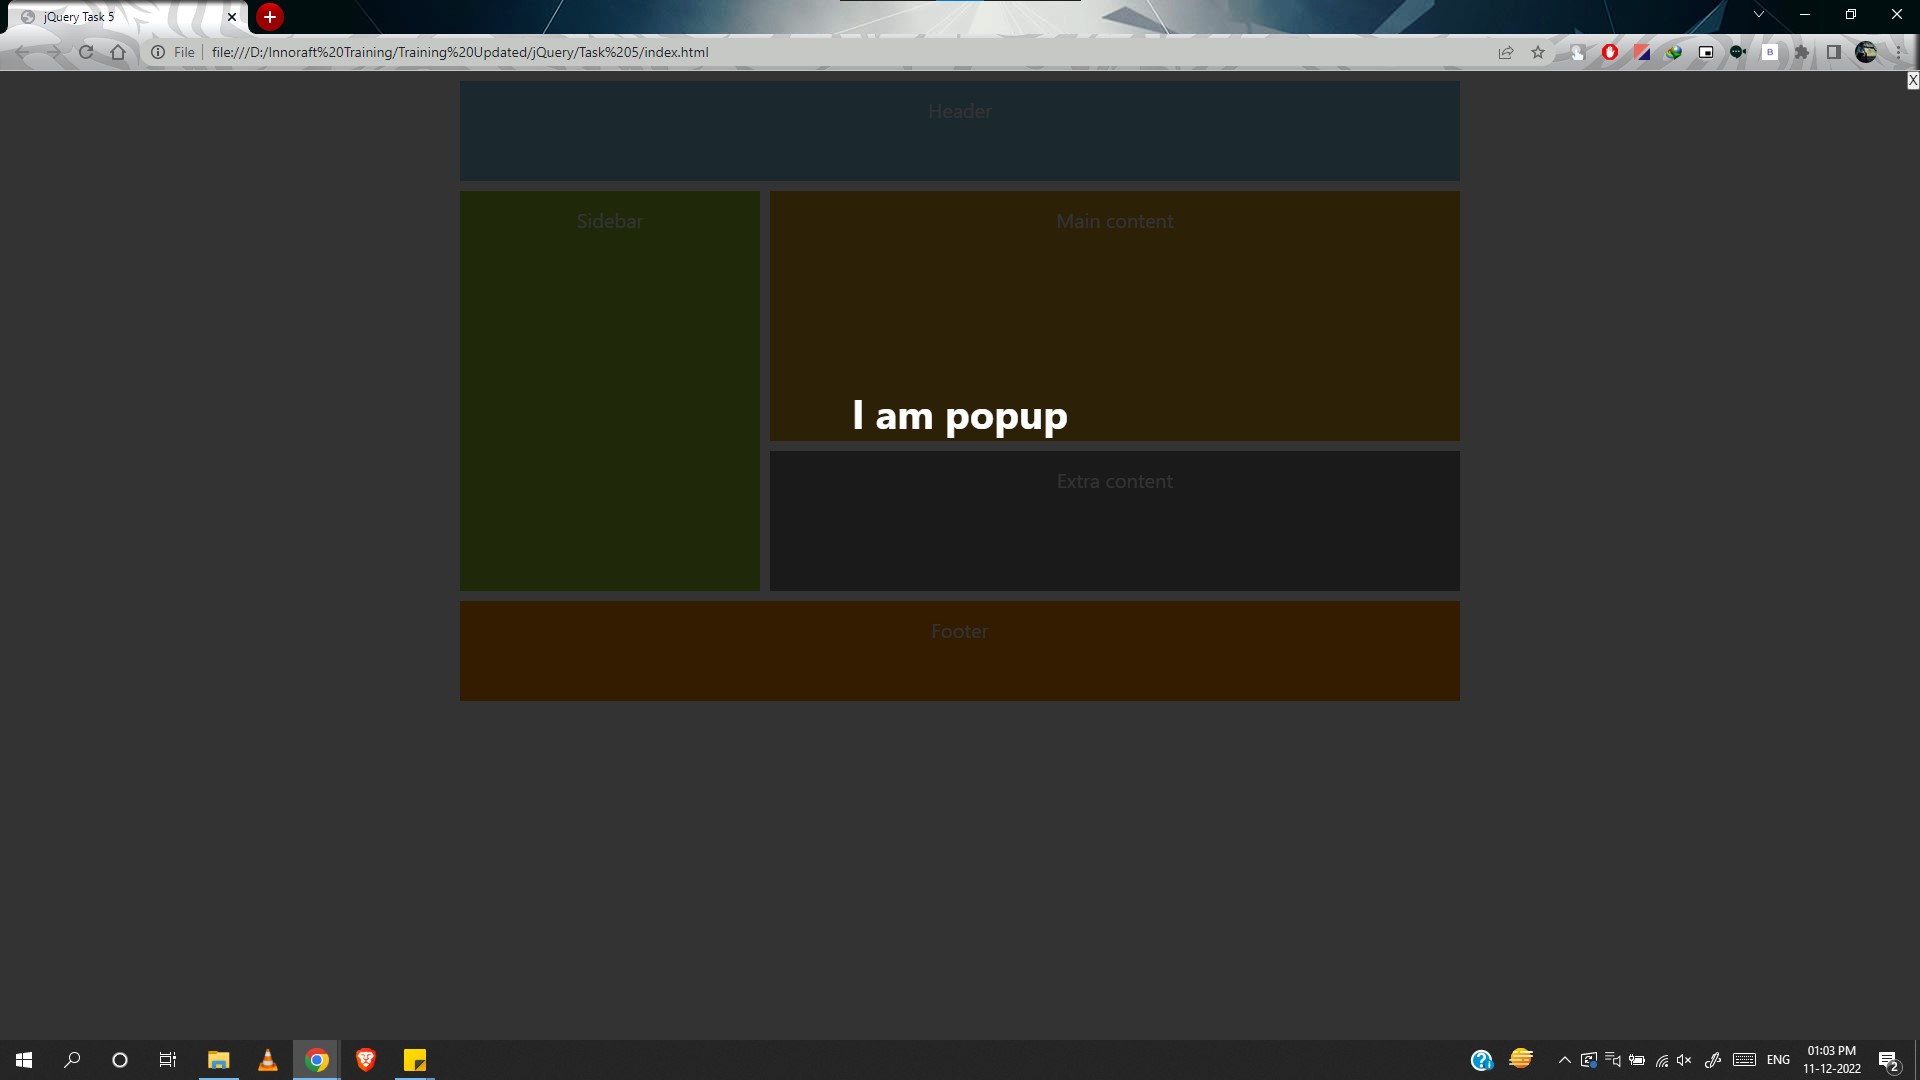 jQuery Task 5
File
file:///D:/Innoraft%20Training/Training%20Updated/jQuery/Task%205/index.html
X
Header
Sidebar
Main content
I am popup
Extra content
Footer
ENG
01:03 PM
11-12-2022
2